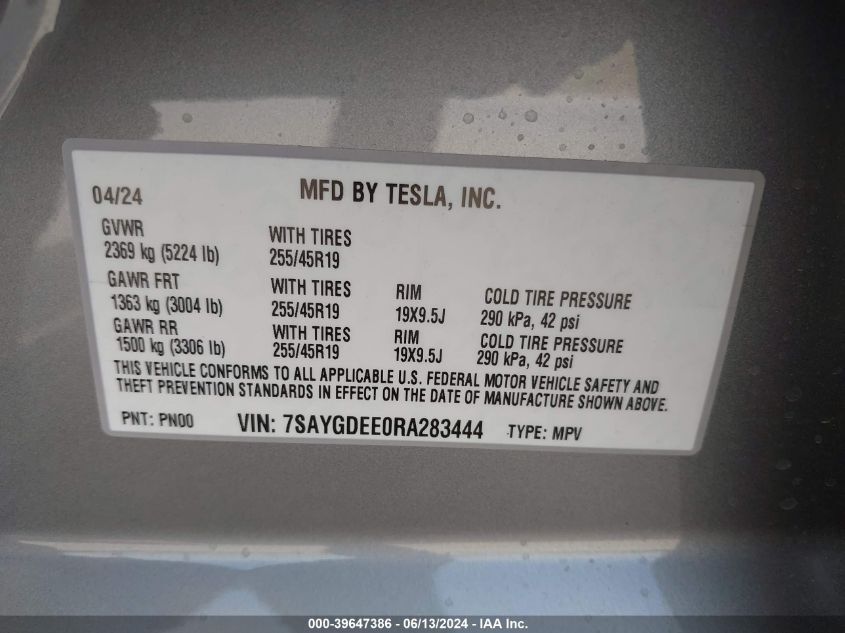 04/24 MFD BY TESLA, INC.
GVWR
2369 kg (5224 lb) WITH TIRES 255/45R19
GAWR FRT
1363 kg (3004 lb) WITH TIRES 255/45R19 RIM 19X9.5J COLD TIRE PRESSURE 290 kPa, 42 psi
GAWR RR
1500 kg (3306 lb) WITH TIRES 255/45R19 RIM 19X9.5J COLD TIRE PRESSURE 290 kPa, 42 psi
THIS VEHICLE CONFORMS TO ALL APPLICABLE U.S. FEDERAL MOTOR VEHICLE SAFETY AND
THEFT PREVENTION STANDARDS IN EFFECT ON THE DATE OF MANUFACTURE SHOWN ABOVE.
PNT: PN00 VIN: 7SAYGDEE0RA283444 TYPE: MPV
000-39647386 - 06/13/2024 - IAA Inc.